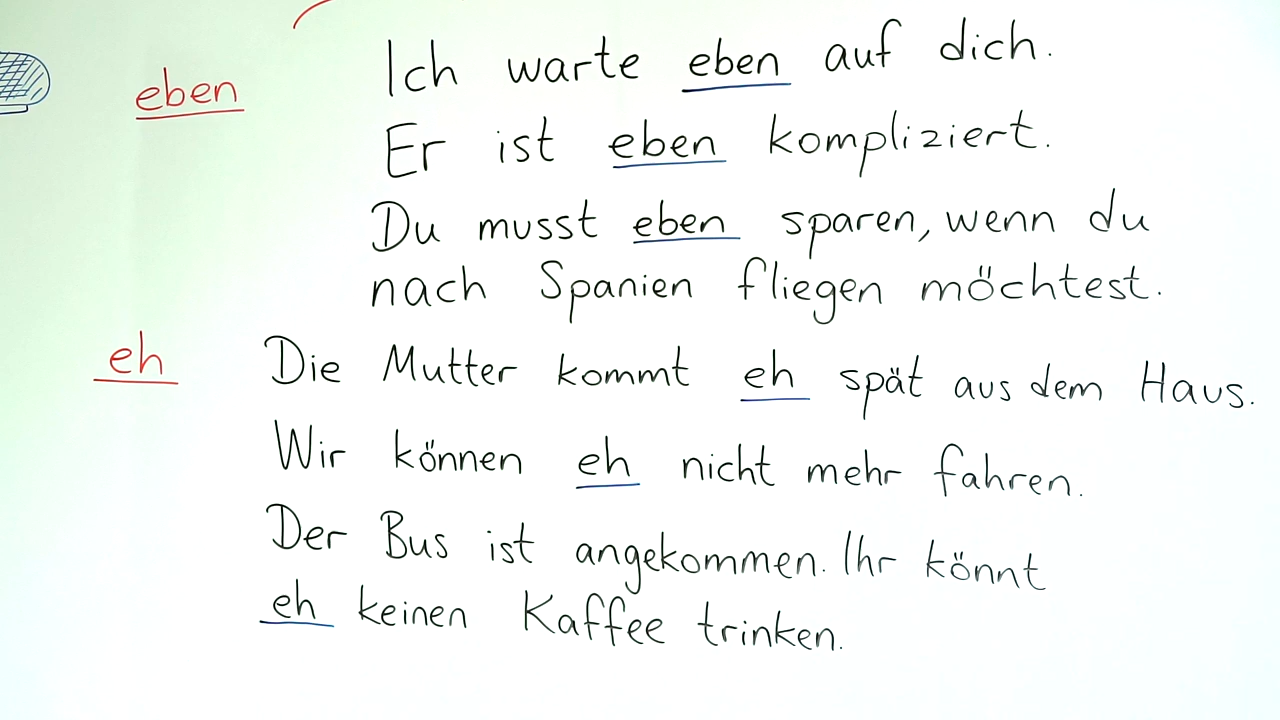 eben Ich warte eben auf dich.
Er ist eben kompliziert.
Du musst eben sparen, wenn du
nach Spanien fliegen möchtest.
eh Die Mutter kommt eh spät aus dem Haus.
Wir können eh nicht mehr fahren.
Der Bus ist angekommen. Ihr könnt
eh keinen Kaffee trinken.